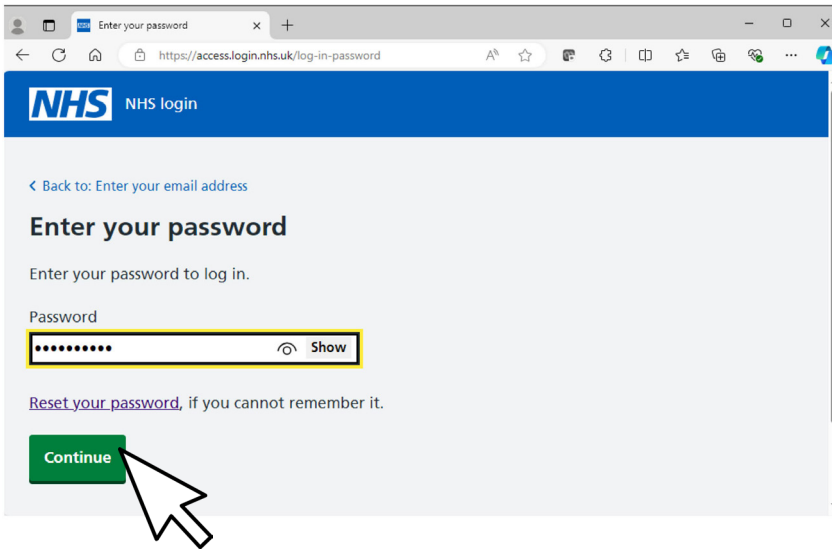 Enter your password
https://access.login.nhs.uk/log-in-password
NHS NHS login
Back to: Enter your email address
Enter your password
Enter your password to log in.
Password
•••••••••• Show
Reset your password, if you cannot remember it.
Continue